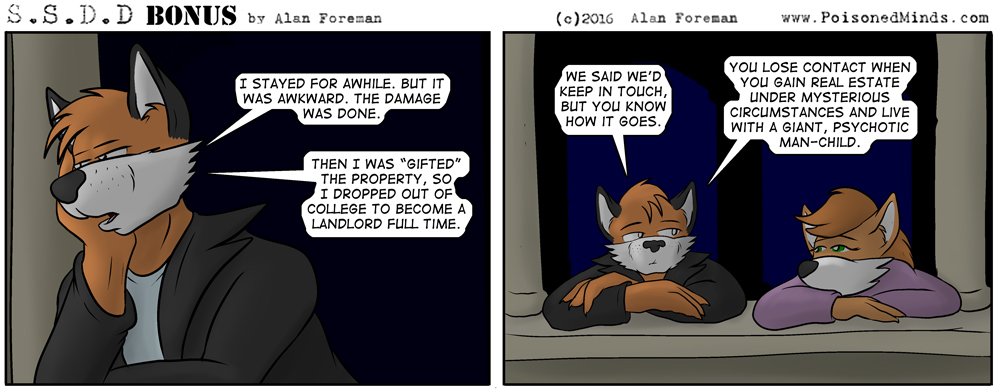 S.S.D.D BONUS by Alan Foreman
(c)2016 Alan Foreman www.PoisonedMinds.com
I STAYED FOR AWHILE. BUT IT
WAS AWKWARD. THE DAMAGE
WAS DONE.
THEN I WAS "GIFTED"
THE PROPERTY, SO
I DROPPED OUT OF
COLLEGE TO BECOME A
LANDLORD FULL TIME.
WE SAID WE'D
KEEP IN TOUCH,
BUT YOU KNOW
HOW IT GOES.
YOU LOSE CONTACT WHEN
YOU GAIN REAL ESTATE
UNDER MYSTERIOUS
CIRCUMSTANCES AND LIVE
WITH A GIANT, PSYCHOTIC
MAN-CHILD.